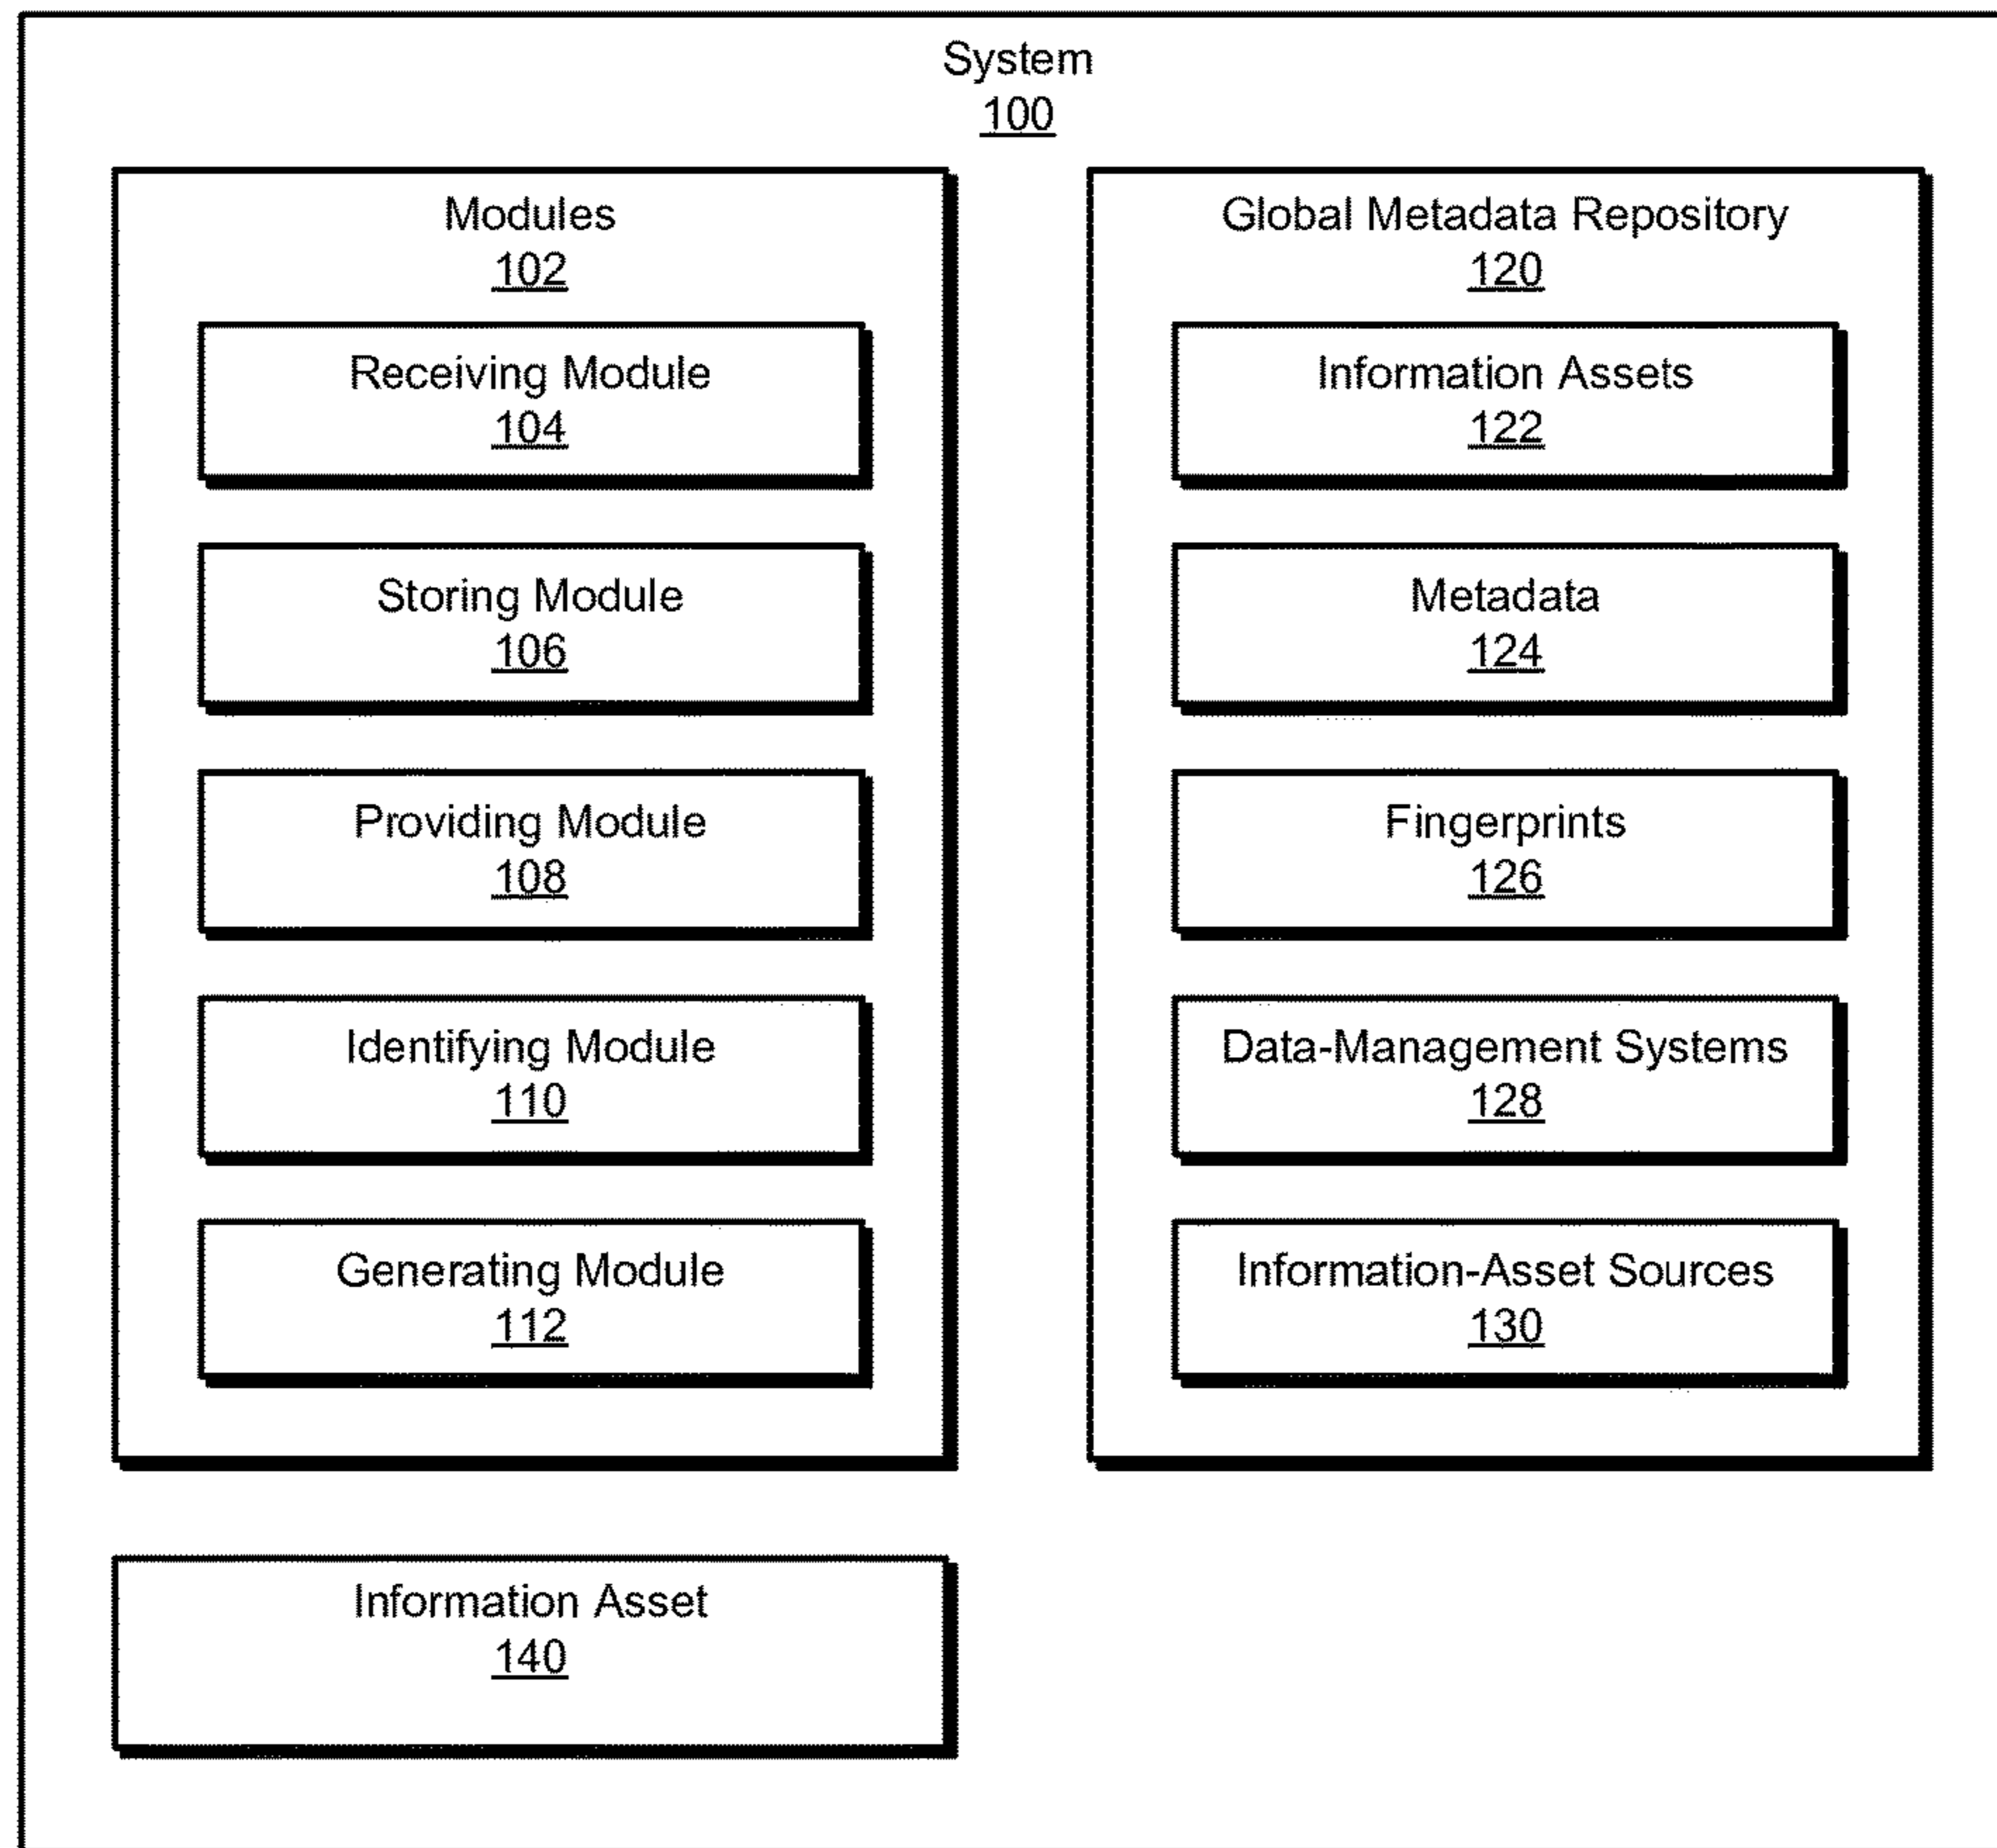 System
100
Modules
102
Receiving Module
104
Storing Module
106
Providing Module
108
Identifying Module
110
Generating Module
112
Global Metadata Repository
120
Information Assets
122
Metadata
124
Fingerprints
126
Data-Management Systems
128
Information-Asset Sources
130
Information Asset
140